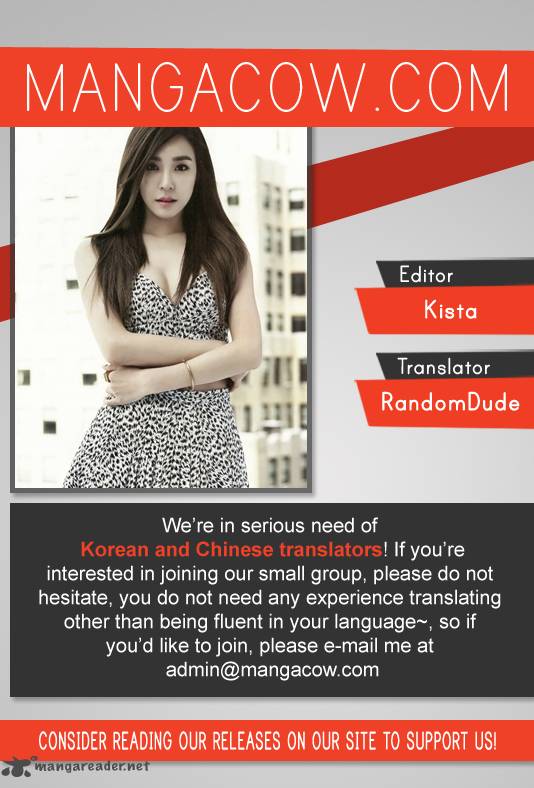 MANGACOW.COM
Editor
Kista
Translator
RandomDude
We're in serious need of
Korean and Chinese translators! If you're
interested in joining our small group, please do not
hesitate, you do not need any experience translating
other than being fluent in your language~, so if
you'd like to join, please e-mail me at
admin@mangacow.com
CONSIDER READING OUR RELEASES ON OUR SITE TO SUPPORT US!
mangareader.net